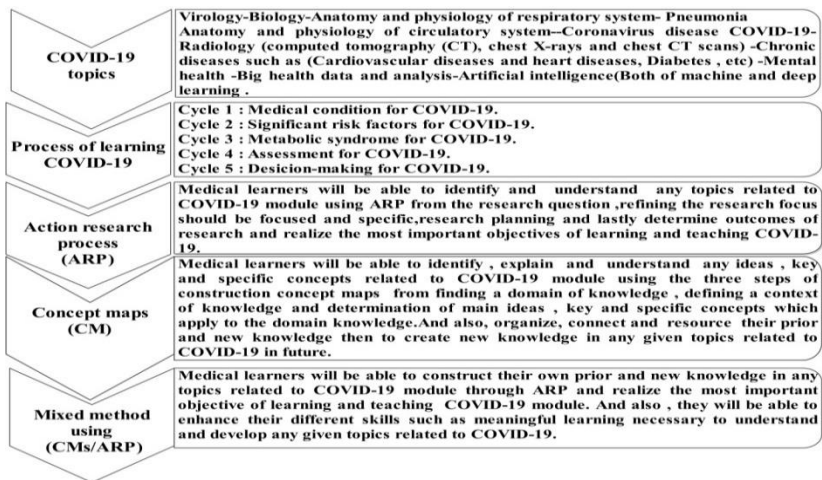 COVID-19
topics
Virology-Biology-Anatomy and physiology of respiratory system- Pneumonia
Anatomy and physiology of circulatory system--Coronavirus disease COVID-19-
Radiology (computed tomography (CT), chest X-rays and chest CT scans) -Chronic
diseases such as (Cardiovascular diseases and heart diseases, Diabetes , etc) -Mental
health -Big health data and analysis-Artificial intelligence(Both of machine and deep
learning .
Process of learning
COVID-19
Cycle 1 : Medical condition for COVID-19.
Cycle 2 : Significant risk factors for COVID-19.
Cycle 3 : Metabolic syndrome for COVID-19.
Cycle 4 : Assessment for COVID-19.
Cycle 5 : Desicion-making for COVID-19.
Action research
process
(ARP)
Medical learners will be able to identify and understand any topics related to
COVID-19 module using ARP from the research question ,refining the research focus
should be focused and specific,research planning and lastly determine outcomes of
research and realize the most important objectives of learning and teaching COVID-
19.
Concept maps
(CM)
Medical learners will be able to identify , explain and understand any ideas , key
and specific concepts related to COVID-19 module using the three steps of
construction concept maps from finding a domain of knowledge , defining a context
of knowledge and determination of main ideas , key and specific concepts which
apply to the domain knowledge.And also, organize, connect and resource their prior
and new knowledge then to create new knowledge in any given topics related to
COVID-19 in future.
Mixed method
using
(CMs/ARP)
Medical learners will be able to construct their own prior and new knowledge in any
topics related to COVID-19 module through ARP and realize the most important
objective of learning and teaching COVID-19 module. And also , they will be able to
enhance their different skills such as meaningful learning necessary to understand
and develop any given topics related to COVID-19.